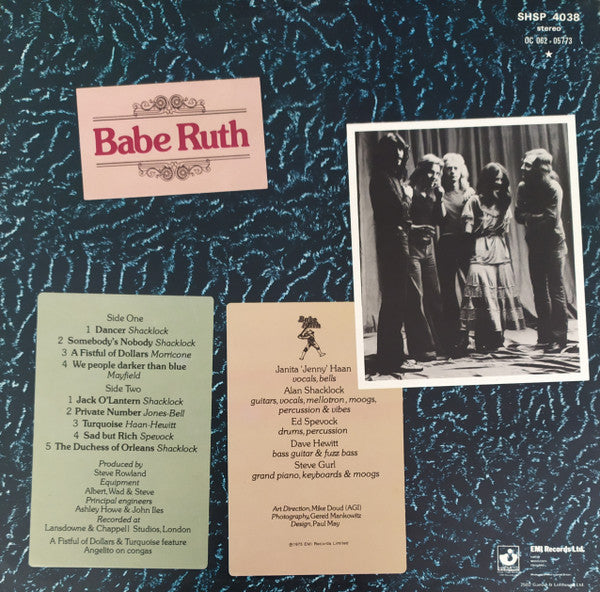 SHSP 4038
stereo
OC 062 · 05773
★
Babe Ruth
Side One
1 Dancer Shacklock
2 Somebody's Nobody Shacklock
3 A Fistful of Dollars Morricone
4 We people darker than blue
Mayfield
Side Two
1 Jack O'Lantern Shacklock
2 Private Number Jones-Bell
3 Turquoise Haan-Hewitt
4 Sad but Rich Spevock
5 The Duchess of Orleans Shacklock
Produced by
Steve Rowland
Equipment
Albert, Wad & Steve
Principal engineers
Ashley Howe & John Iles
Recorded at
Lansdowne & Chappell Studios, London
A Fistful of Dollars & Turquoise feature
Angelito on congas
Babe
Ruth
Janita 'Jenny' Haan
vocals, bells
Alan Shacklock
guitars, vocals, mellotron, moogs,
percussion & vibes
Ed Spevock
drums, percussion
Dave Hewitt
bass guitar & fuzz bass
Steve Gurl
grand piano, keyboards & moogs
Art Direction, Mike Doud (AGI)
Photography, Gered Mankowitz
Design, Paul May
©1975 EMI Records Limited
EMI Records Ltd.